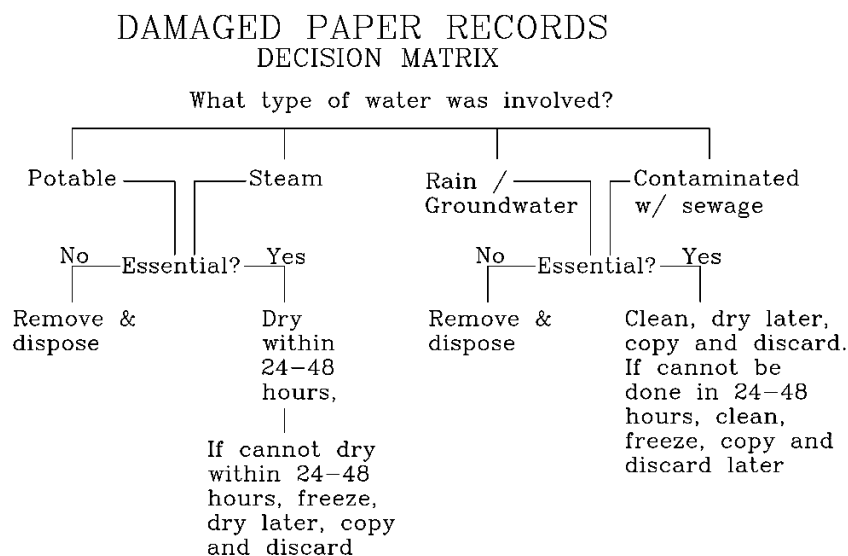 DAMAGED PAPER RECORDS
DECISION MATRIX
What type of water was involved?
Potable
Steam
Rain /
Groundwater
Contaminated
w/ sewage
No
Essential?
Yes
No
Essential?
Yes
Remove &
dispose
Dry
within
24-48
hours,
If cannot dry
within 24-48
hours, freeze,
dry later, copy
and discard
Remove &
dispose
Clean, dry later,
copy and discard.
If cannot be
done in 24-48
hours, clean,
freeze, copy and
discard later